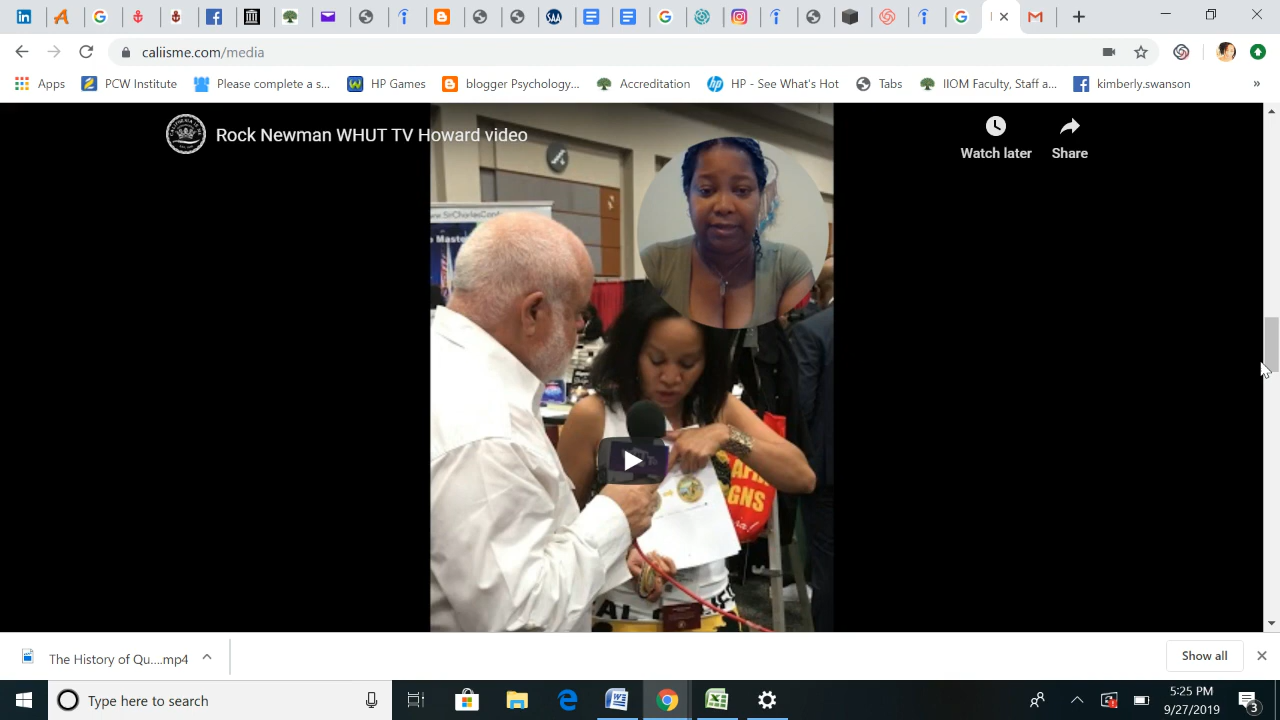 caliisme.com/media
Apps
PCW Institute
Please complete a s...
HP Games
blogger Psychology...
Accreditation
HP - See What's Hot
Tabs
IIOM Faculty, Staff a...
kimberly.swanson
»
Rock Newman WHUT TV Howard video
Watch later
Share
GNS
The History of Qu....mp4
Show all
Type here to search
5:25 PM
9/27/2019
3